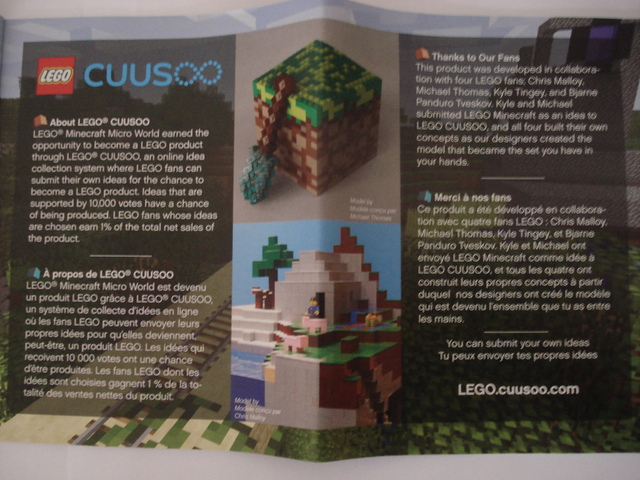 LEGO CUUSOO
About LEGO® CUUSOO
LEGO® Minecraft Micro World earned the
opportunity to become a LEGO product
through LEGO® CUUSOO, an online idea
collection system where LEGO fans can
submit their own ideas for the chance to
become a LEGO product. Ideas that are
supported by 10,000 votes have a chance
of being produced. LEGO fans whose ideas
are chosen earn 1% of the total net sales of
the product.
À propos de LEGO® CUUSOO
LEGO® Minecraft Micro World est devenu
un produit LEGO grâce à LEGO® CUUSOO,
un système de collecte d'idées en ligne
où les fans LEGO peuvent envoyer leurs
propres idées pour qu'elles deviennent,
peut-être, un produit LEGO. Les idées qui
reçoivent 10 000 votes ont une chance
d'être produites. Les fans LEGO dont les
idées sont choisies gagnent 1 % de la to-
talité des ventes nettes du produit.
Model by
Modèle conçu par
Michael Thomas
Model by
Modèle conçu par
Chris Malloy
Thanks to Our Fans
This product was developed in collabora-
tion with four LEGO fans; Chris Malloy,
Michael Thomas, Kyle Tingey, and Bjarne
Panduro Tveskov. Kyle and Michael
submitted LEGO Minecraft as an idea to
LEGO CUUSOO, and all four built their own
concepts as our designers created the
model that became the set you have in
your hands.
Merci à nos fans
Ce produit a été développé en collabora-
tion avec quatre fans LEGO : Chris Malloy,
Michael Thomas, Kyle Tingey, et Bjarne
Panduro Tveskov. Kyle et Michael ont
envoyé LEGO Minecraft comme idée à
LEGO CUUSOO, et tous les quatre ont
construit leurs propres concepts à partir
duquel nos designers ont créé le modèle
qui est devenu l'ensemble que tu as entre
les mains.
You can submit your own ideas
Tu peux envoyer tes propres idées
LEGO.cuusoo.com